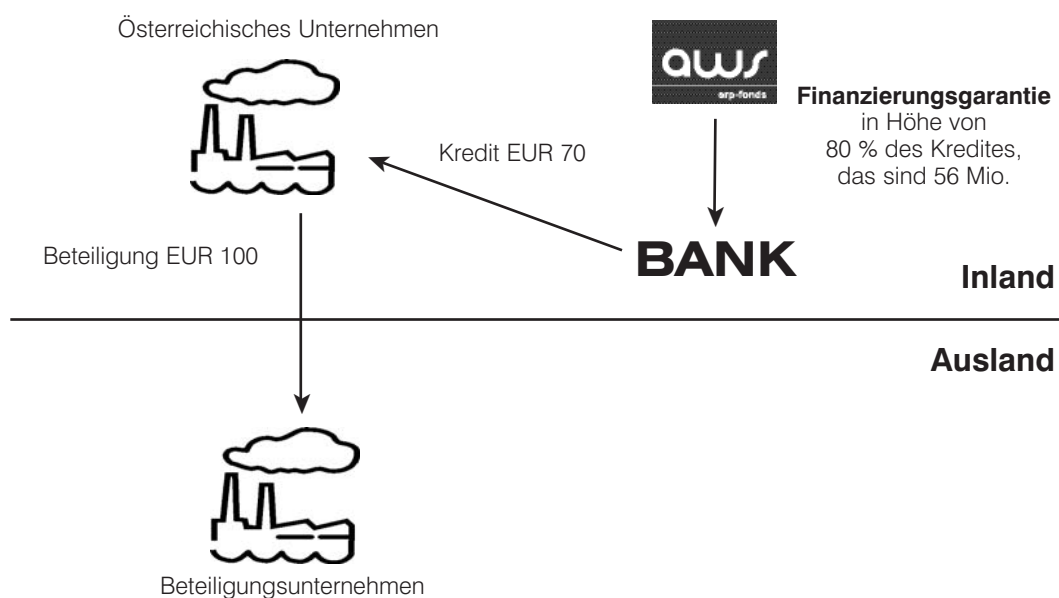 Österreichisches Unternehmen
aws
erp-fonds
Finanzierungsgarantie
in Höhe von
80 % des Kredites,
das sind 56 Mio.
Kredit EUR 70
Beteiligung EUR 100
BANK
Inland
Ausland
Beteiligungsunternehmen